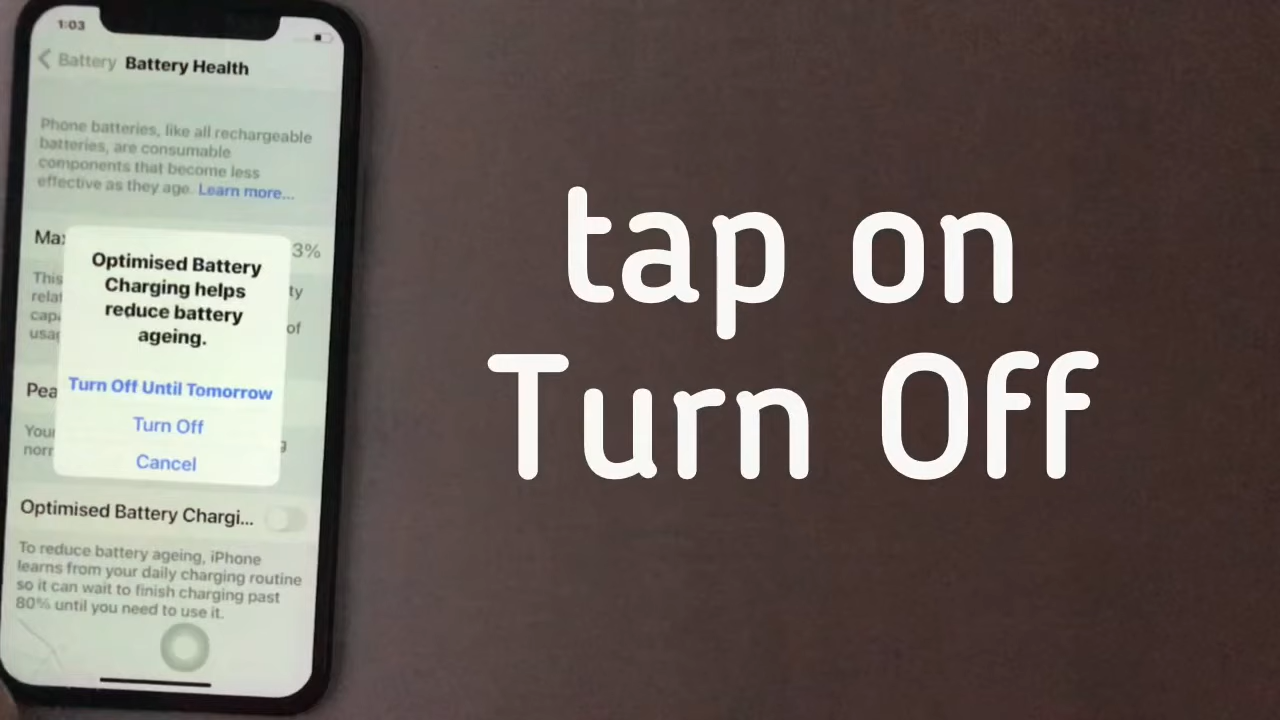 1:03
Battery Battery Health
Phone batteries, like all rechargeable
batteries, are consumable
components that become less
effective as they age. Learn more...
3%
Optimised Battery
Charging helps
reduce battery
ageing.
Turn Off Until Tomorrow
Turn Off
Cancel
of
Optimised Battery Chargi...
To reduce battery ageing, iPhone
learns from your daily charging routine
so it can wait to finish charging past
80% until you need to use it.
tap on
Turn Off